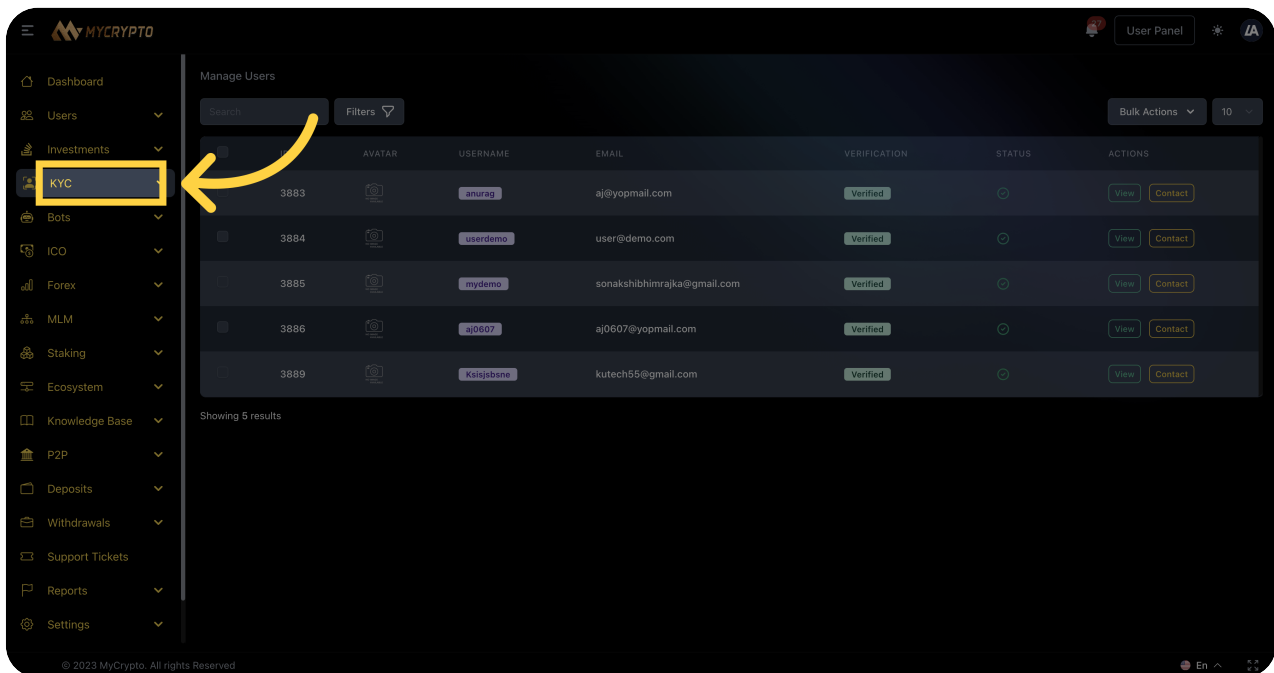 MYCRYPTO
User Panel
Dashboard
Users
Investments
KYC
Bots
ICO
Forex
MLM
Staking
Ecosystem
Knowledge Base
P2P
Deposits
Withdrawals
Support Tickets
Reports
Settings
Manage Users
Search
Filters
Bulk Actions
10
AVATAR USERNAME EMAIL VERIFICATION STATUS ACTIONS
3883 anurag aj@yopmail.com Verified View Contact
3884 userdemo user@demo.com Verified View Contact
3885 mydemo sonakshibhimrajka@gmail.com Verified View Contact
3886 aj0607 aj0607@yopmail.com Verified View Contact
3889 Ksisjsbsne kutech55@gmail.com Verified View Contact
Showing 5 results
© 2023 MyCrypto. All rights Reserved
En